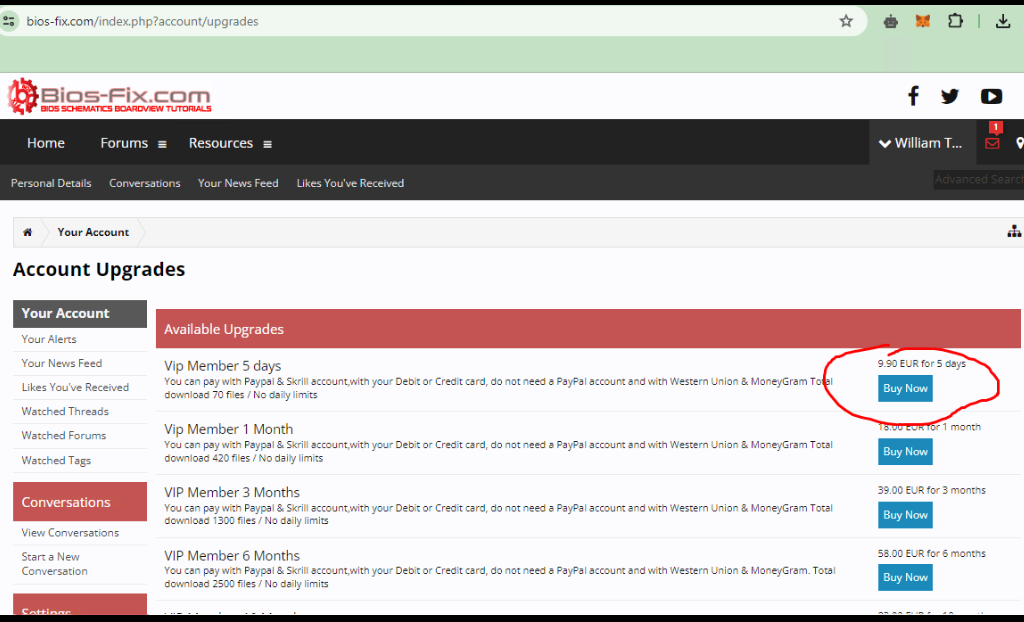 bios-fix.com/index.php?account/upgrades
Bios-Fix.com
BIOS SCHEMATICS BOARDVIEW TUTORIALS
Home Forums Resources William T... 1
Personal Details Conversations Your News Feed Likes You've Received Advanced Search
Your Account
Account Upgrades
Your Account
Your Alerts
Your News Feed
Likes You've Received
Watched Threads
Watched Forums
Watched Tags
Conversations
View Conversations
Start a New
Conversation
Settings
Available Upgrades
Vip Member 5 days
You can pay with Paypal & Skrill account,with your Debit or Credit card, do not need a PayPal account and with Western Union & MoneyGram Total
download 70 files / No daily limits
9.90 EUR for 5 days
Buy Now
Vip Member 1 Month
You can pay with Paypal & Skrill account,with your Debit or Credit card, do not need a PayPal account and with Western Union & MoneyGram Total
download 420 files / No daily limits
18.00 EUR for 1 month
Buy Now
VIP Member 3 Months
You can pay with Paypal & Skrill account,with your Debit or Credit card, do not need a PayPal account and with Western Union & MoneyGram Total
download 1300 files / No daily limits
39.00 EUR for 3 months
Buy Now
VIP Member 6 Months
You can pay with Paypal & Skrill account,with your Debit or Credit card, do not need a PayPal account and with Western Union & MoneyGram. Total
download 2500 files / No daily limits
58.00 EUR for 6 months
Buy Now